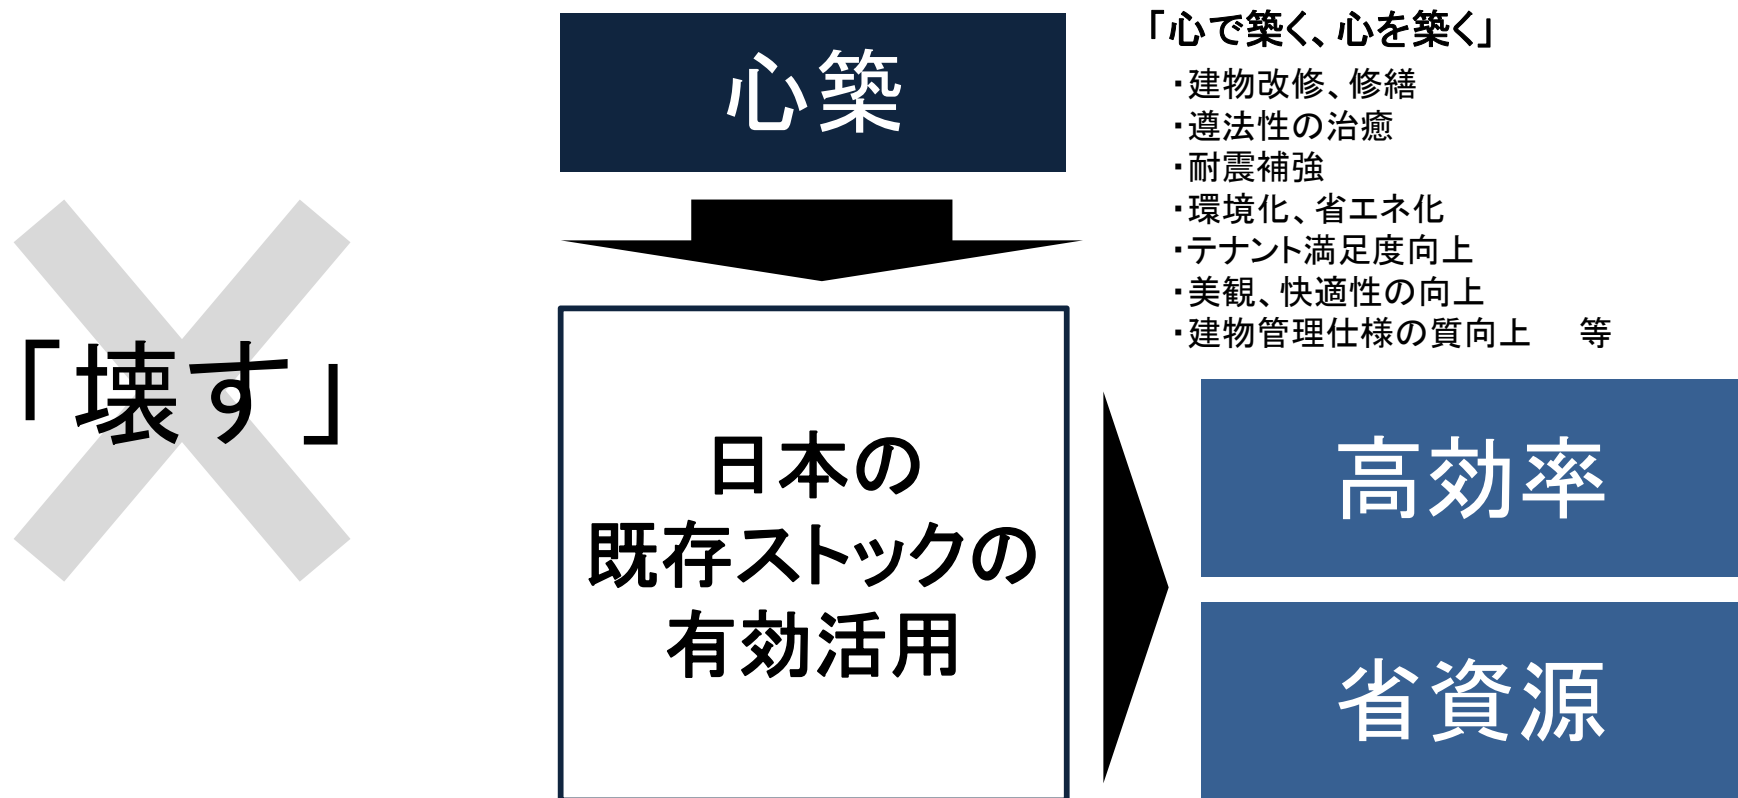 心築
「心で築く、心を築く」
・建物改修、修繕
・遵法性の治癒
・耐震補強
・環境化、省エネ化
・テナント満足度向上
・美観、快適性の向上
・建物管理仕様の質向上　等
「壊す」
日本の
既存ストックの
有効活用
高効率
省資源